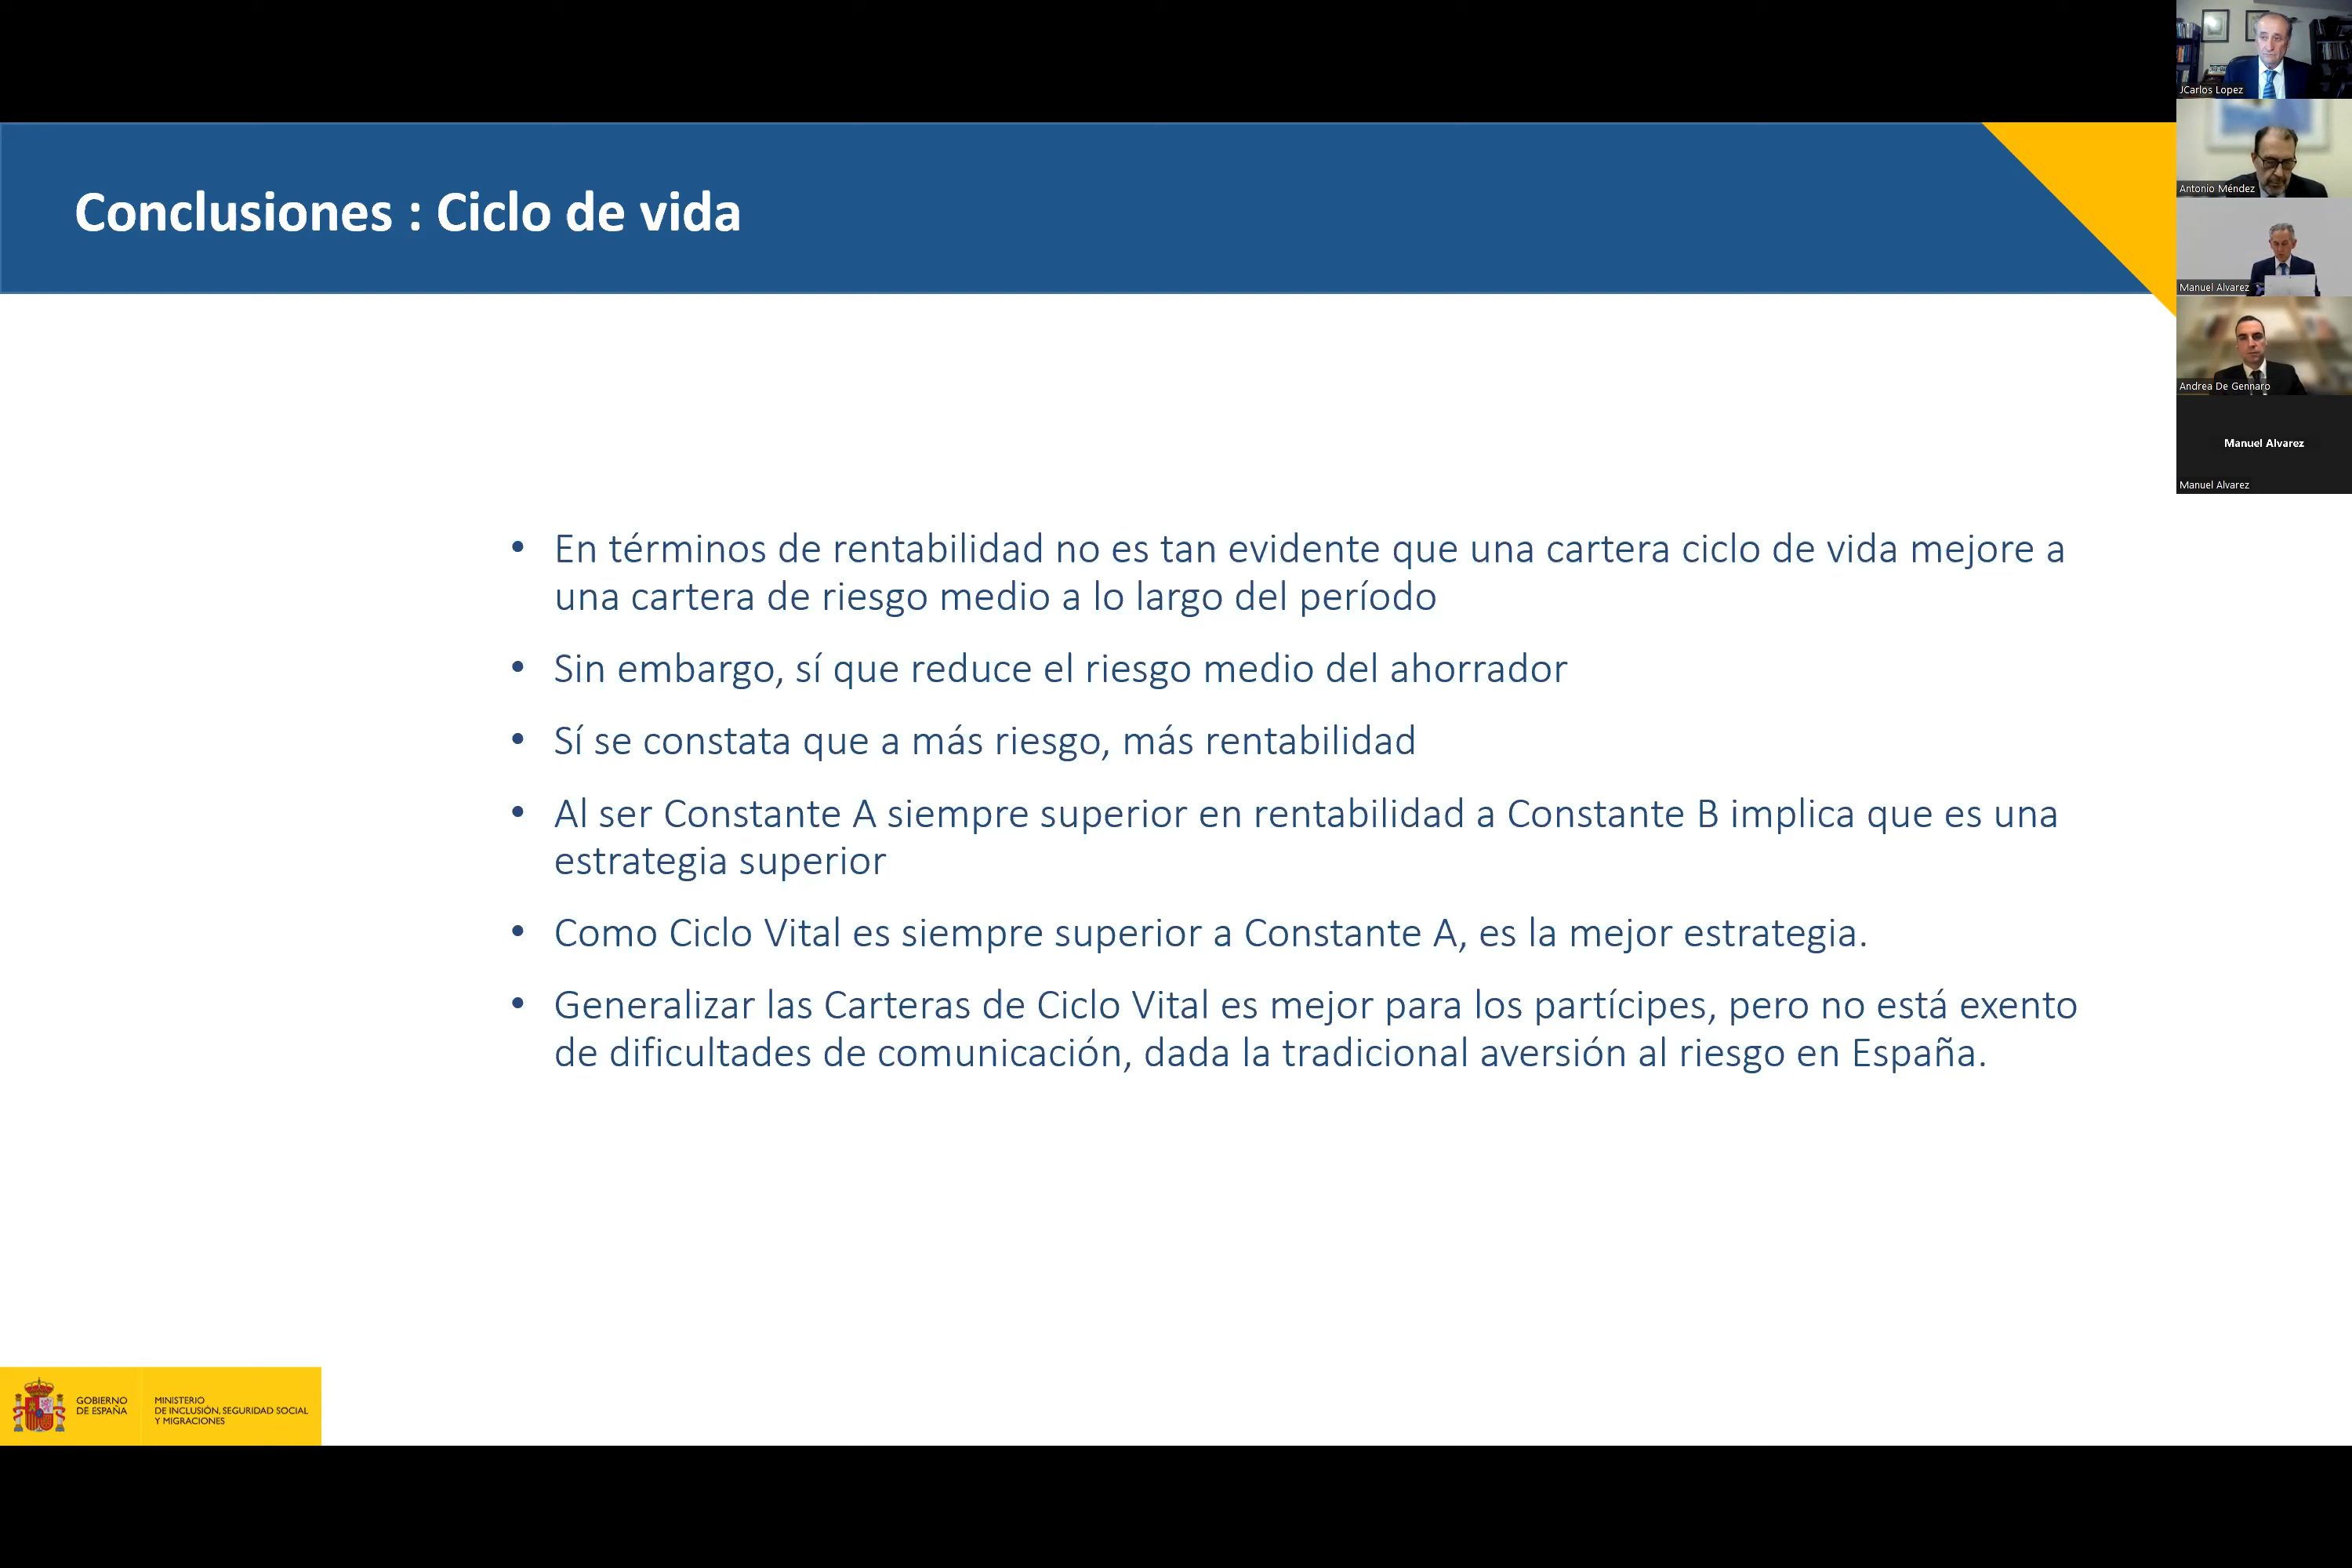 JCarlos Lopez
Antonio Méndez
Manuel Alvarez
Andrea De Gennaro
Manuel Alvarez
Manuel Alvarez
Conclusiones : Ciclo de vida
• En términos de rentabilidad no es tan evidente que una cartera ciclo de vida mejore a
una cartera de riesgo medio a lo largo del período
• Sin embargo, sí que reduce el riesgo medio del ahorrador
• Sí se constata que a más riesgo, más rentabilidad
• Al ser Constante A siempre superior en rentabilidad a Constante B implica que es una
estrategia superior
• Como Ciclo Vital es siempre superior a Constante A, es la mejor estrategia.
• Generalizar las Carteras de Ciclo Vital es mejor para los partícipes, pero no está exento
de dificultades de comunicación, dada la tradicional aversión al riesgo en España.
GOBIERNO
DE ESPAÑA
MINISTERIO
DE INCLUSIÓN, SEGURIDAD SOCIAL
Y MIGRACIONES